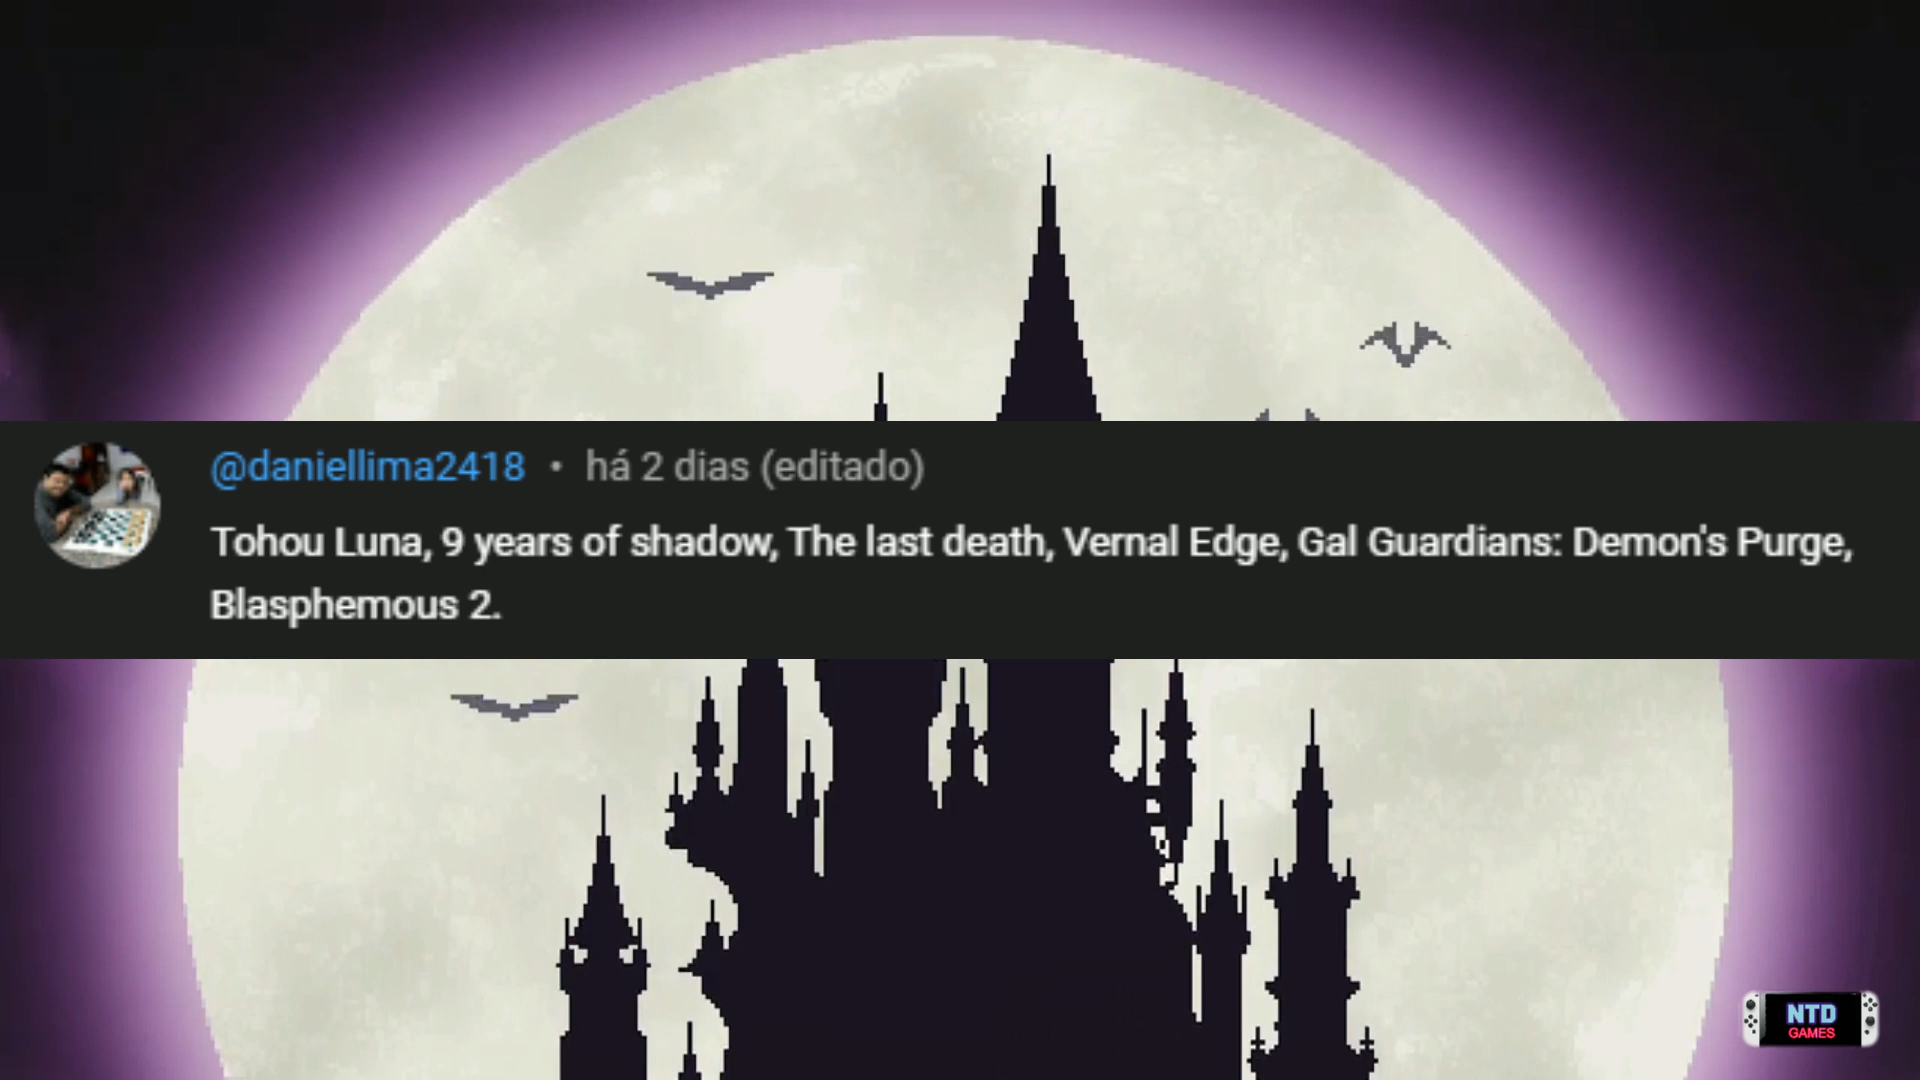 @daniellima2418 • há 2 dias (editado)
Tohou Luna, 9 years of shadow, The last death, Vernal Edge, Gal Guardians: Demon's Purge,
Blasphemous 2.
NTD
GAMES